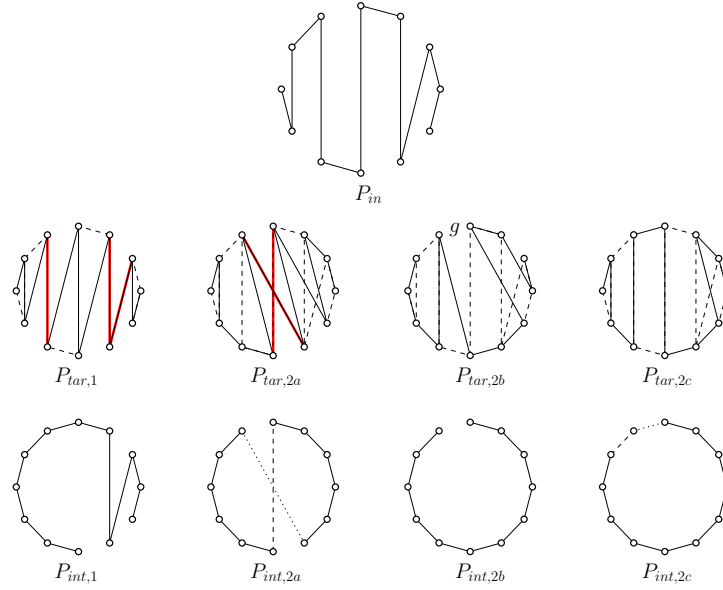 P_{in}
g
P_{tar,1} P_{tar,2a} P_{tar,2b} P_{tar,2c}
P_{int,1} P_{int,2a} P_{int,2b} P_{int,2c}